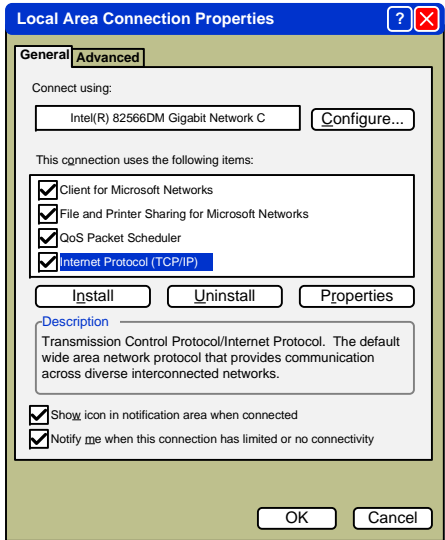 Local Area Connection Properties ?
General Advanced
Connect using:
Intel(R) 82566DM Gigabit Network C Configure...
This connection uses the following items:
Client for Microsoft Networks
File and Printer Sharing for Microsoft Networks
QoS Packet Scheduler
Internet Protocol (TCP/IP)
Install Uninstall Properties
Description
Transmission Control Protocol/Internet Protocol. The default
wide area network protocol that provides communication
across diverse interconnected networks.
Show icon in notification area when connected
Notify me when this connection has limited or no connectivity
OK Cancel